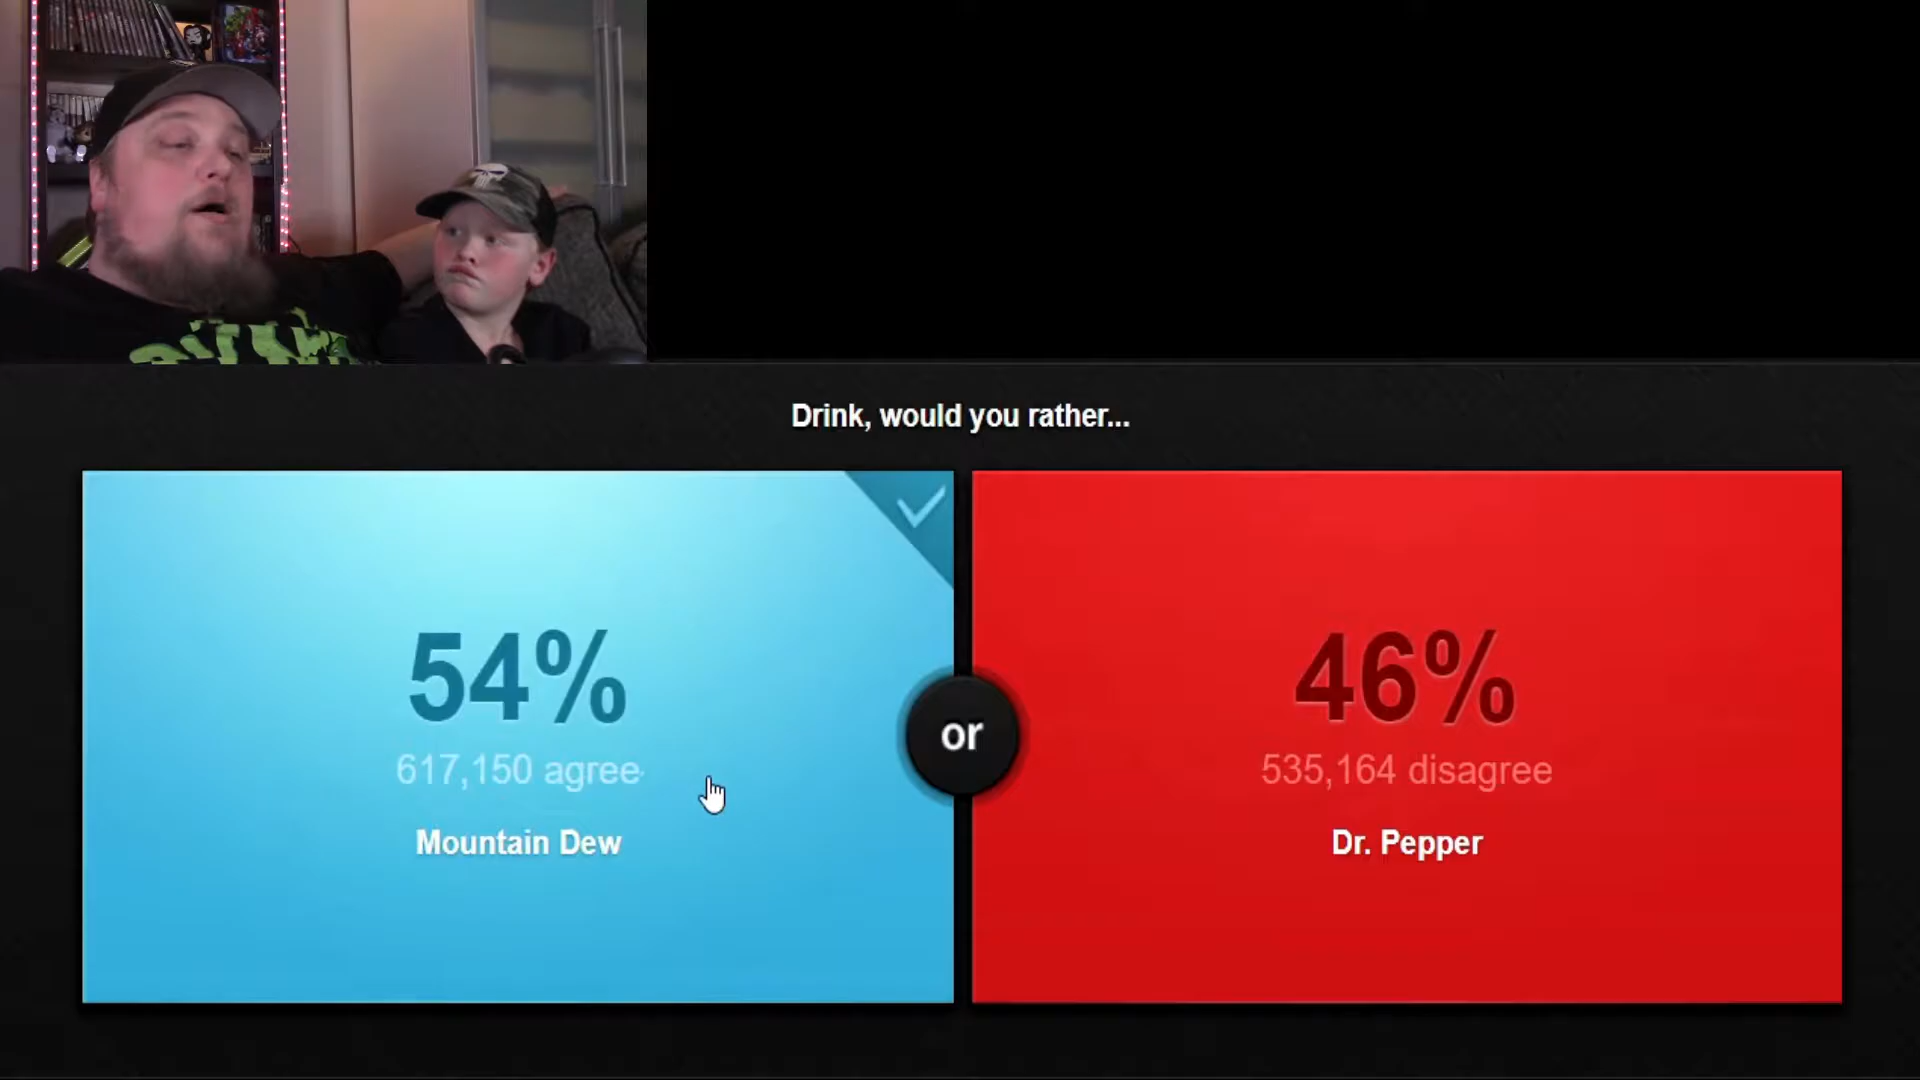 Drink, would you rather...
54%
617,150 agree
Mountain Dew
or
46%
535,164 disagree
Dr. Pepper